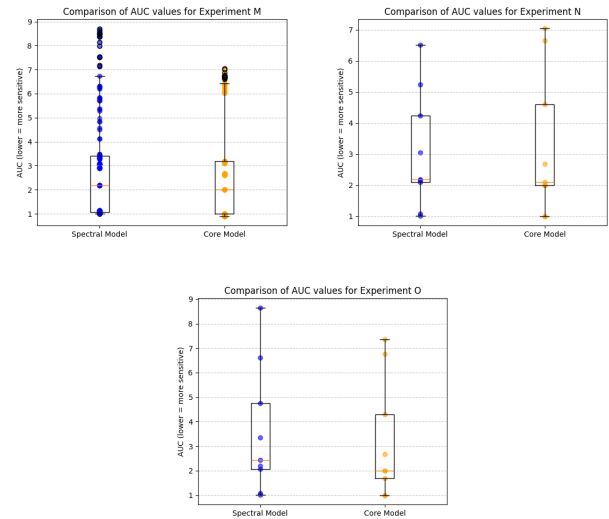 Comparison of AUC values for Experiment M
9
8
7
6
5
4
3
2
1
AUC (lower = more sensitive)
Spectral Model
Core Model
Comparison of AUC values for Experiment N
7
6
5
4
3
2
1
AUC (lower = more sensitive)
Spectral Model
Core Model
Comparison of AUC values for Experiment O
9
8
7
6
5
4
3
2
1
AUC (lower = more sensitive)
Spectral Model
Core Model